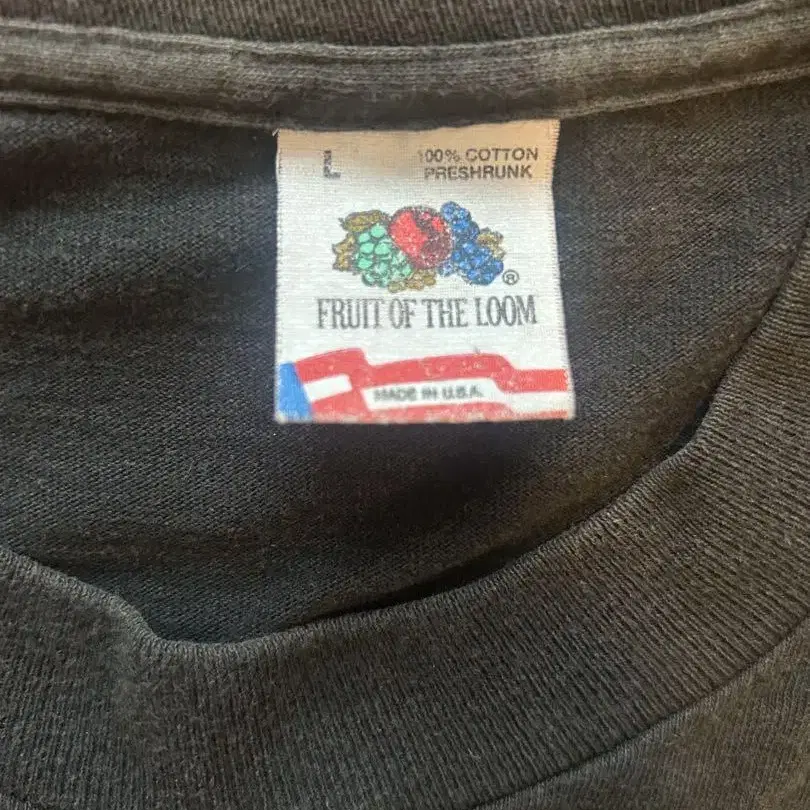 L
100% COTTON
PRESHRUNK
®
FRUIT OF THE LOOM
MADE IN U.S.A.